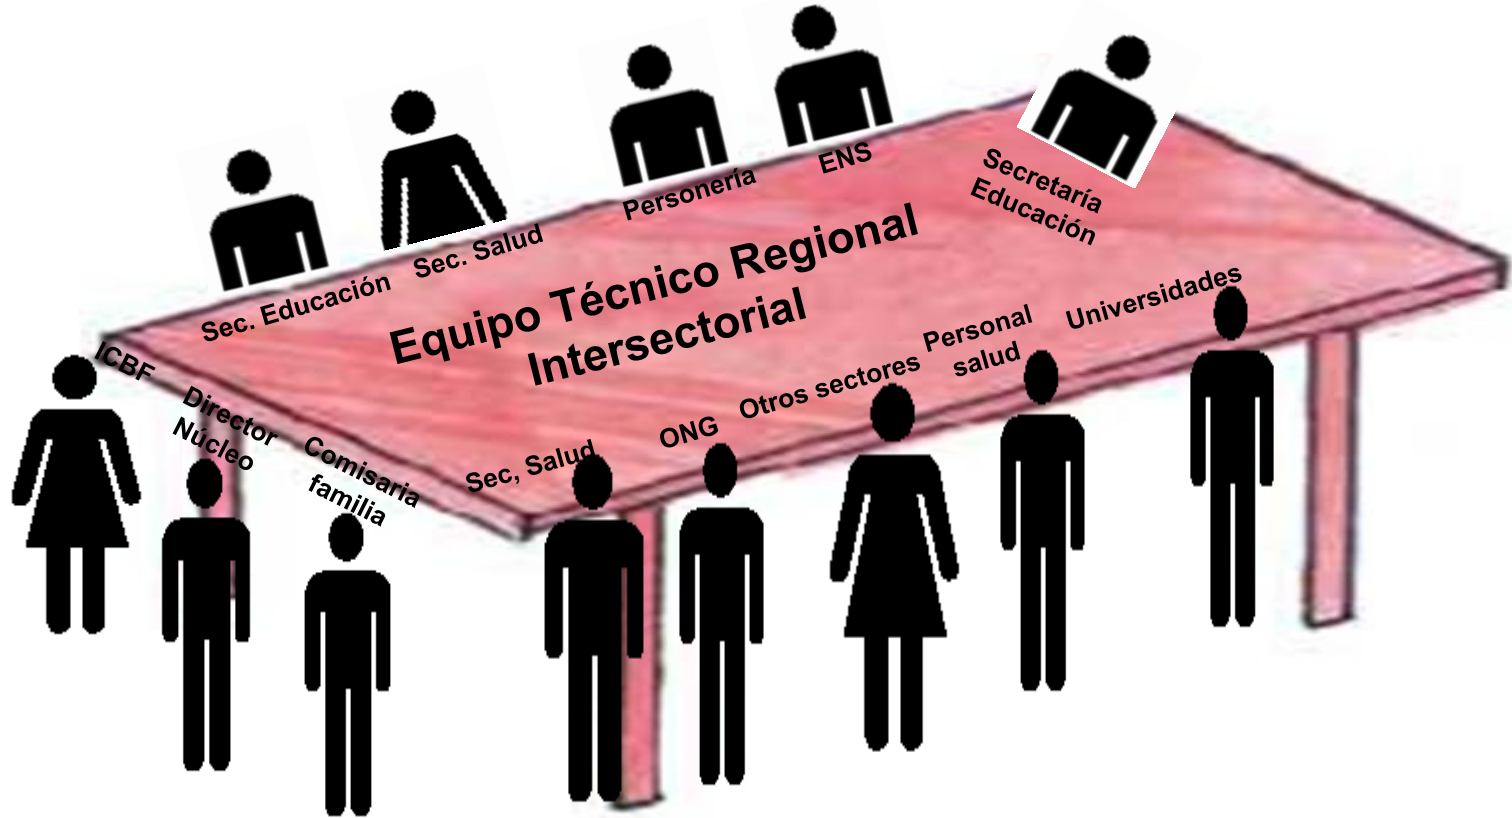 ENS
Personería
Secretaría
Educación
Sec. Salud
Sec. Educación
Equipo Técnico Regional
Intersectorial
Universidades
Personal
salud
Otros sectores
ICBF
Director
Núcleo
Comisaria
familia
ONG
Sec, Salud